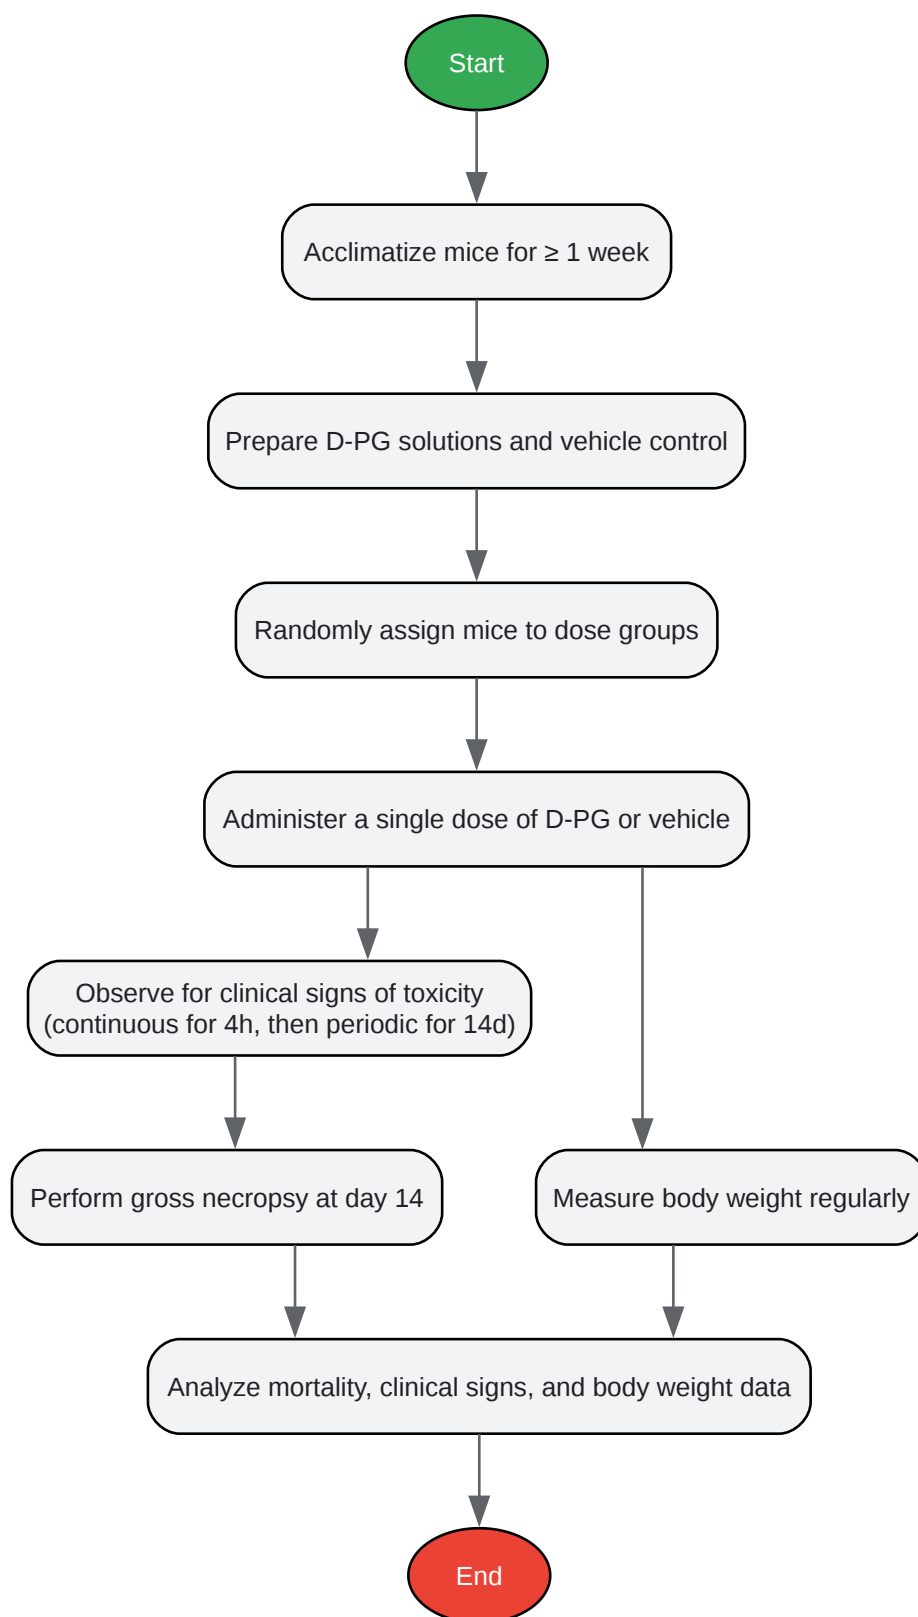 Start
Acclimatize mice for ≥ 1 week
Prepare D-PG solutions and vehicle control
Randomly assign mice to dose groups
Administer a single dose of D-PG or vehicle
Observe for clinical signs of toxicity
(continuous for 4h, then periodic for 14d)
Perform gross necropsy at day 14
Measure body weight regularly
Analyze mortality, clinical signs, and body weight data
End